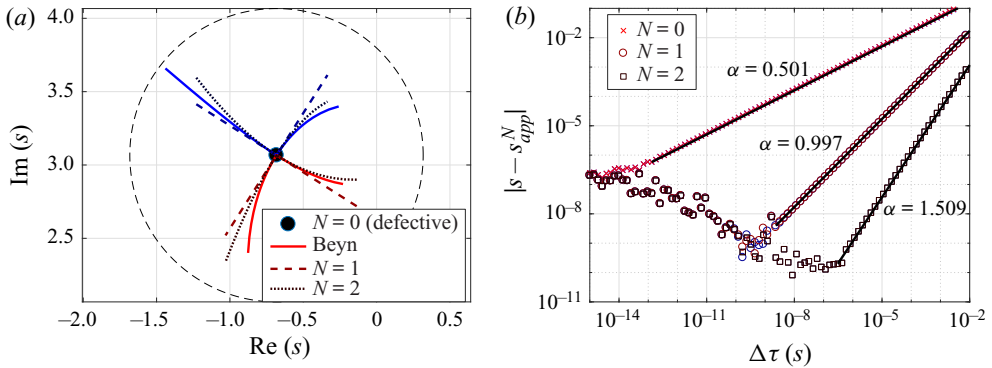 (a)
Im (s)
4.0
3.5
3.0
2.5
−2.0 −1.5 −1.0 −0.5 0 0.5
Re (s)
N = 0 (defective)
Beyn
N = 1
N = 2
(b)
|s − s^N_app|
10^−2
10^−5
10^−8
10^−11
N = 0
N = 1
N = 2
α = 0.501
α = 0.997
α = 1.509
10^−14 10^−11 10^−8 10^−5 10^−2
Δτ (s)